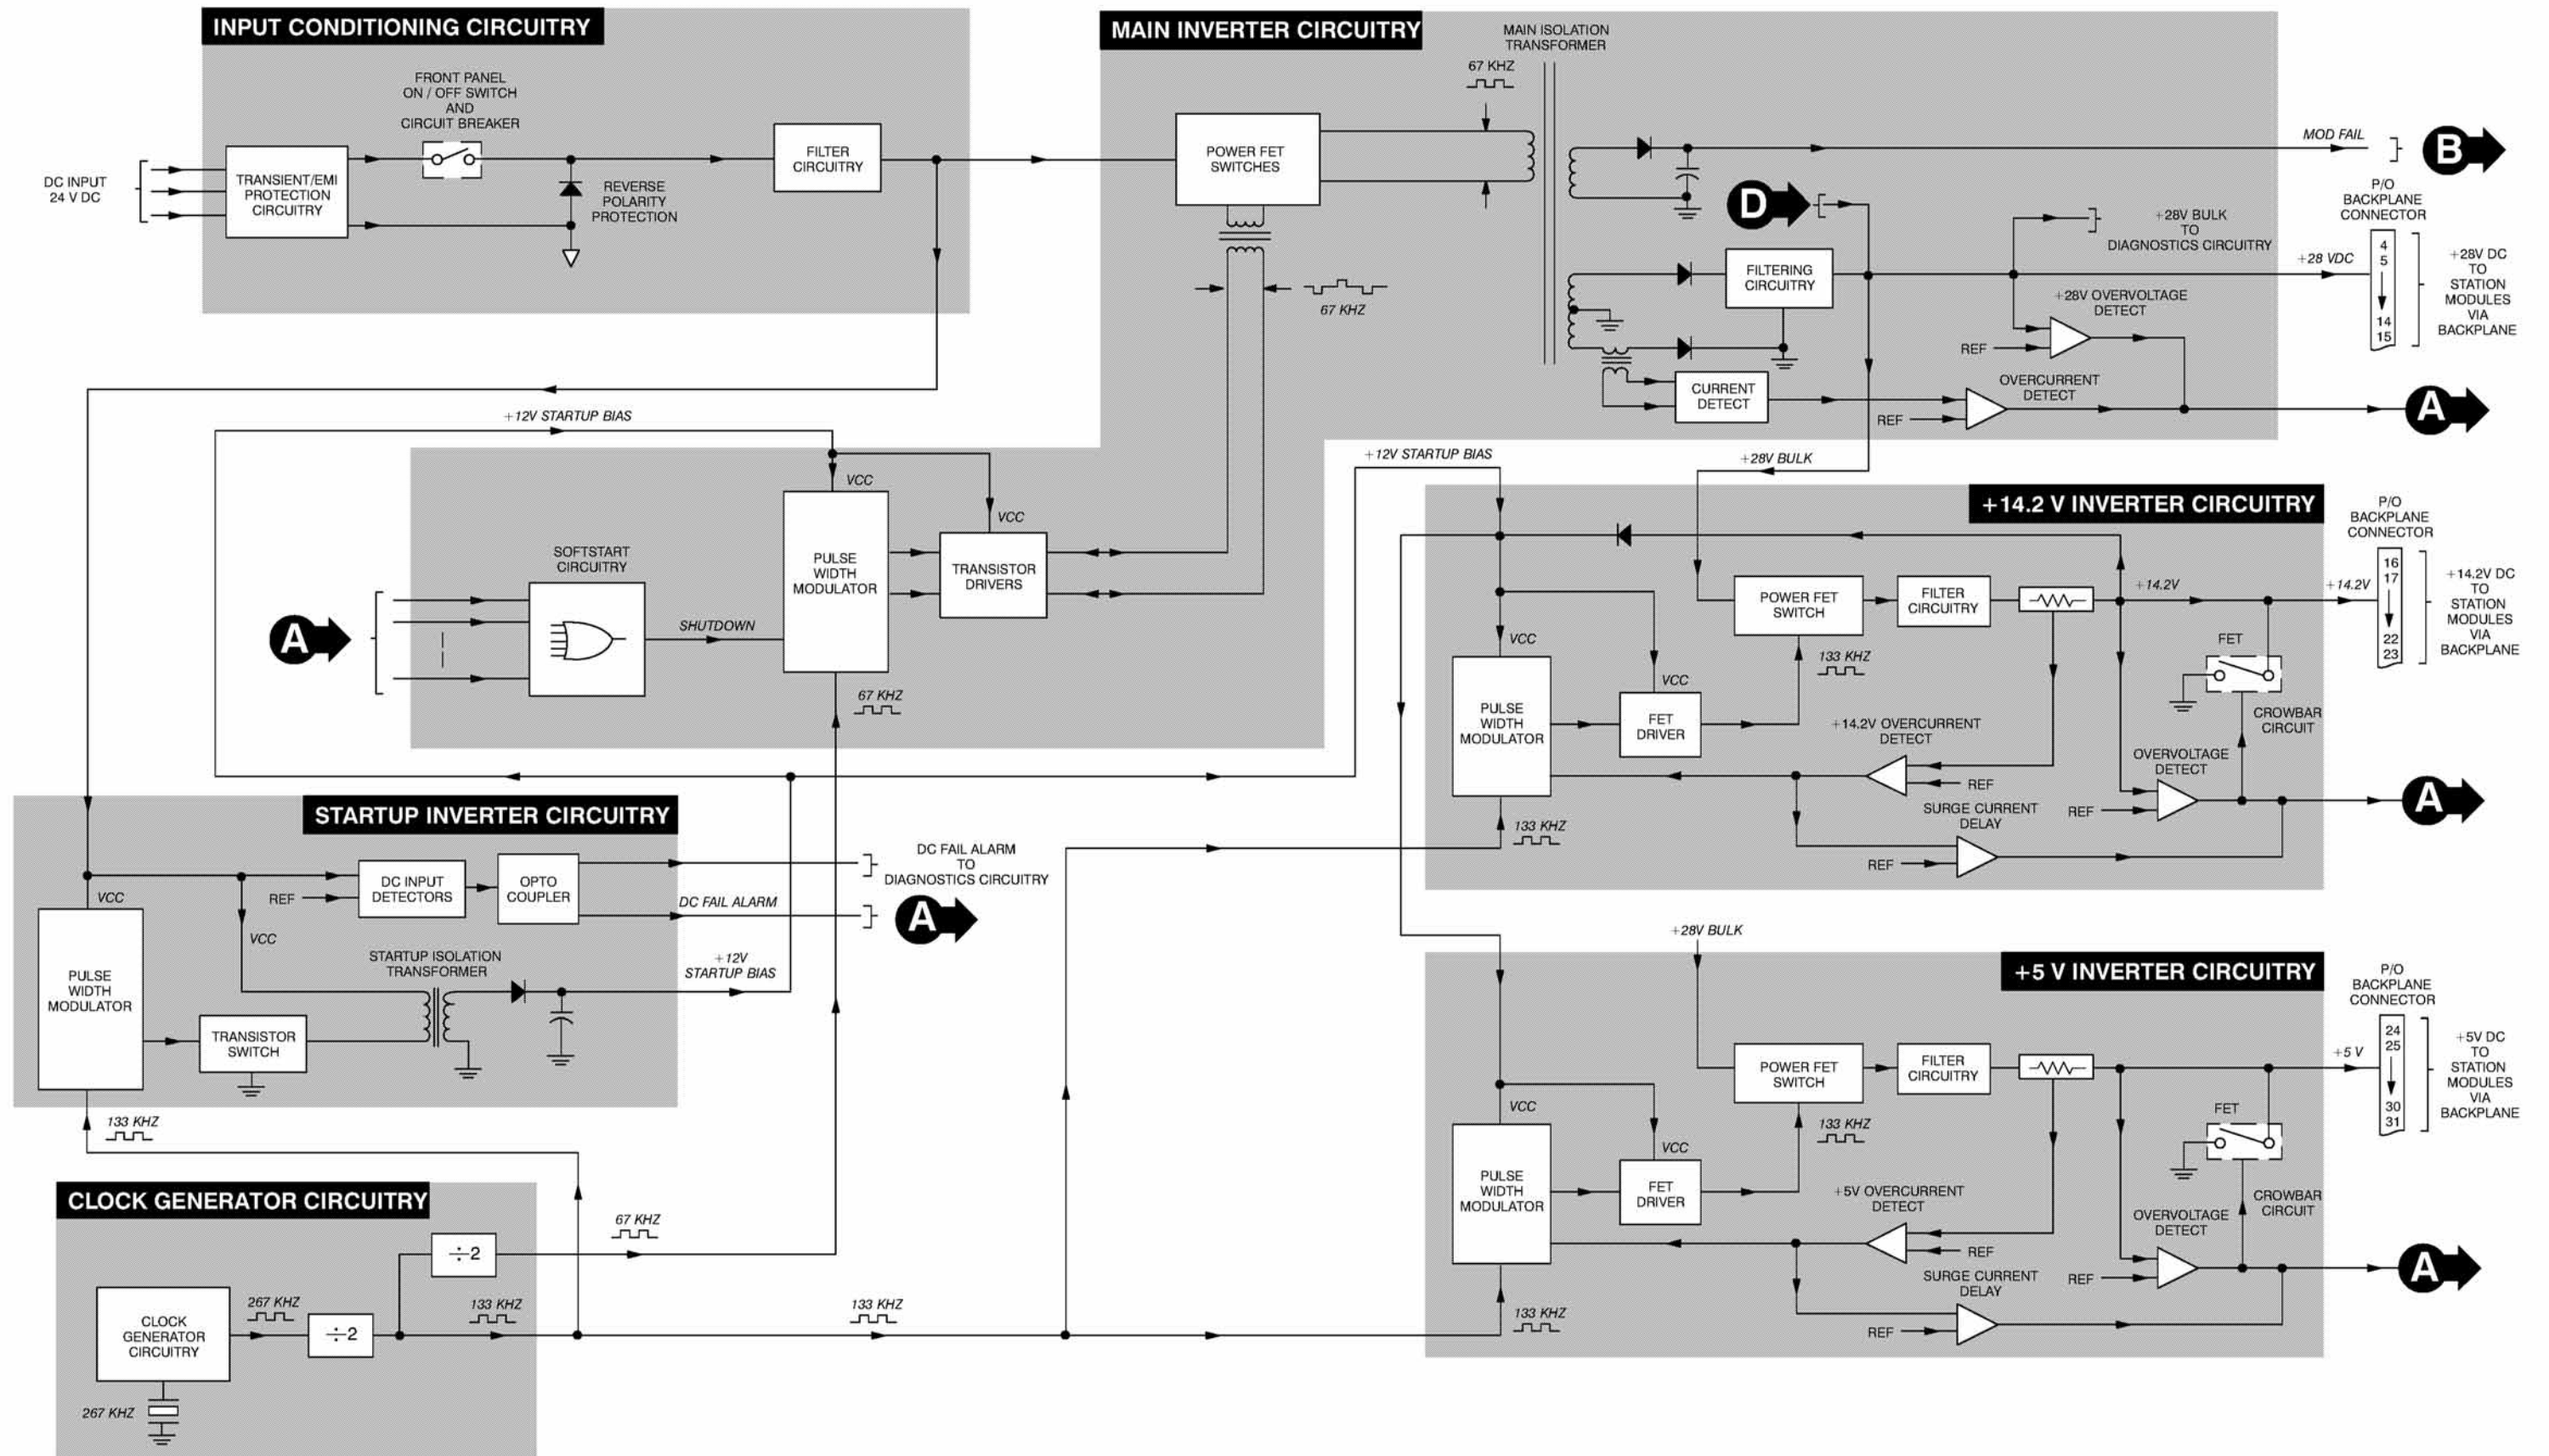 INPUT CONDITIONING CIRCUITRY
FRONT PANEL
ON / OFF SWITCH
AND
CIRCUIT BREAKER
DC INPUT
24 V DC
TRANSIENT/EMI
PROTECTION
CIRCUITRY
REVERSE
POLARITY
PROTECTION
FILTER
CIRCUITRY
MAIN INVERTER CIRCUITRY
MAIN ISOLATION
TRANSFORMER
67 KHZ
POWER FET
SWITCHES
67 KHZ
MOD FAIL
B
D
P/O
BACKPLANE
CONNECTOR
+28V BULK
TO
DIAGNOSTICS CIRCUITRY
FILTERING
CIRCUITRY
+28 VDC
4
5
14
15
+28V DC
TO
STATION
MODULES
VIA
BACKPLANE
+28V OVERVOLTAGE
DETECT
REF
CURRENT
DETECT
OVERCURRENT
DETECT
REF
A
+12V STARTUP BIAS
VCC
VCC
SOFTSTART
CIRCUITRY
PULSE
WIDTH
MODULATOR
TRANSISTOR
DRIVERS
A
SHUTDOWN
67 KHZ
+12V STARTUP BIAS
+28V BULK
+14.2 V INVERTER CIRCUITRY
P/O
BACKPLANE
CONNECTOR
16
17
22
23
+14.2V DC
TO
STATION
MODULES
VIA
BACKPLANE
POWER FET
SWITCH
FILTER
CIRCUITRY
+14.2V
+14.2V
VCC
133 KHZ
FET
VCC
PULSE
WIDTH
MODULATOR
FET
DRIVER
+14.2V OVERCURRENT
DETECT
CROWBAR
CIRCUIT
OVERVOLTAGE
DETECT
REF
REF
SURGE CURRENT
DELAY
133 KHZ
REF
A
STARTUP INVERTER CIRCUITRY
VCC
REF
DC INPUT
DETECTORS
OPTO
COUPLER
DC FAIL ALARM
TO
DIAGNOSTICS CIRCUITRY
DC FAIL ALARM
A
VCC
STARTUP ISOLATION
TRANSFORMER
+12V
STARTUP BIAS
PULSE
WIDTH
MODULATOR
TRANSISTOR
SWITCH
133 KHZ
+28V BULK
+5 V INVERTER CIRCUITRY
P/O
BACKPLANE
CONNECTOR
24
25
30
31
+5V DC
TO
STATION
MODULES
VIA
BACKPLANE
+5 V
POWER FET
SWITCH
FILTER
CIRCUITRY
VCC
133 KHZ
FET
VCC
PULSE
WIDTH
MODULATOR
FET
DRIVER
+5V OVERCURRENT
DETECT
CROWBAR
CIRCUIT
OVERVOLTAGE
DETECT
REF
REF
SURGE CURRENT
DELAY
133 KHZ
REF
A
CLOCK GENERATOR CIRCUITRY
÷2
67 KHZ
CLOCK
GENERATOR
CIRCUITRY
267 KHZ
÷2
133 KHZ
133 KHZ
267 KHZ